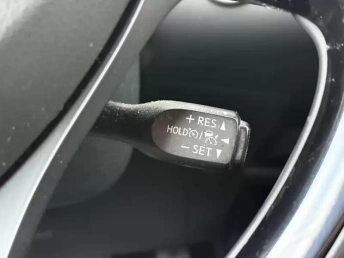 + RES ▲
HOLD / ◀
− SET ▼